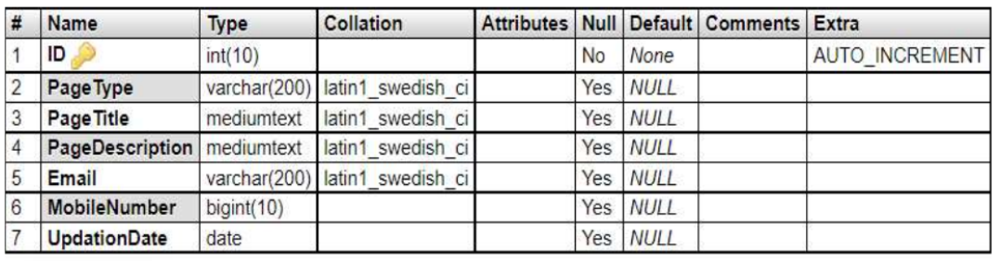 # Name Type Collation Attributes Null Default Comments Extra
1 ID int(10) No None AUTO_INCREMENT
2 PageType varchar(200) latin1_swedish_ci Yes NULL
3 PageTitle mediumtext latin1_swedish_ci Yes NULL
4 PageDescription mediumtext latin1_swedish_ci Yes NULL
5 Email varchar(200) latin1_swedish_ci Yes NULL
6 MobileNumber bigint(10) Yes NULL
7 UpdationDate date Yes NULL